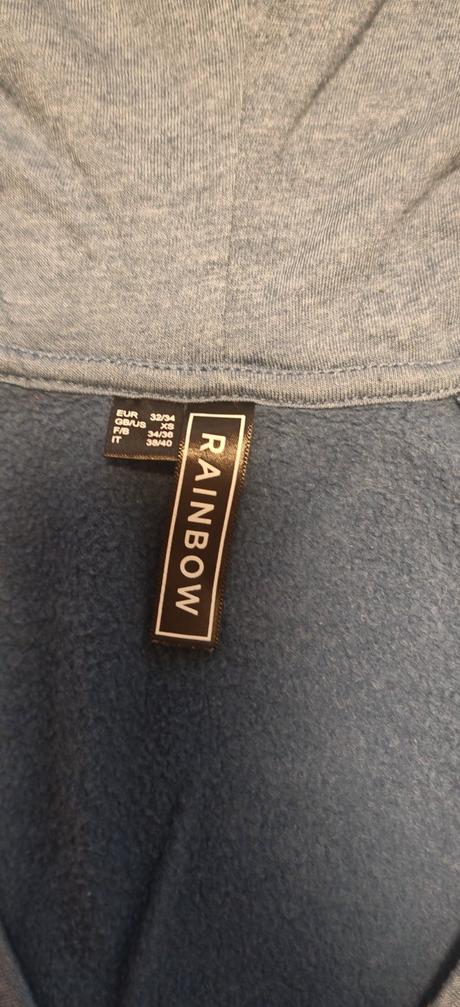 EUR 32/34
GB/US XS
F/B 34/36
IT 38/40
RAINBOW